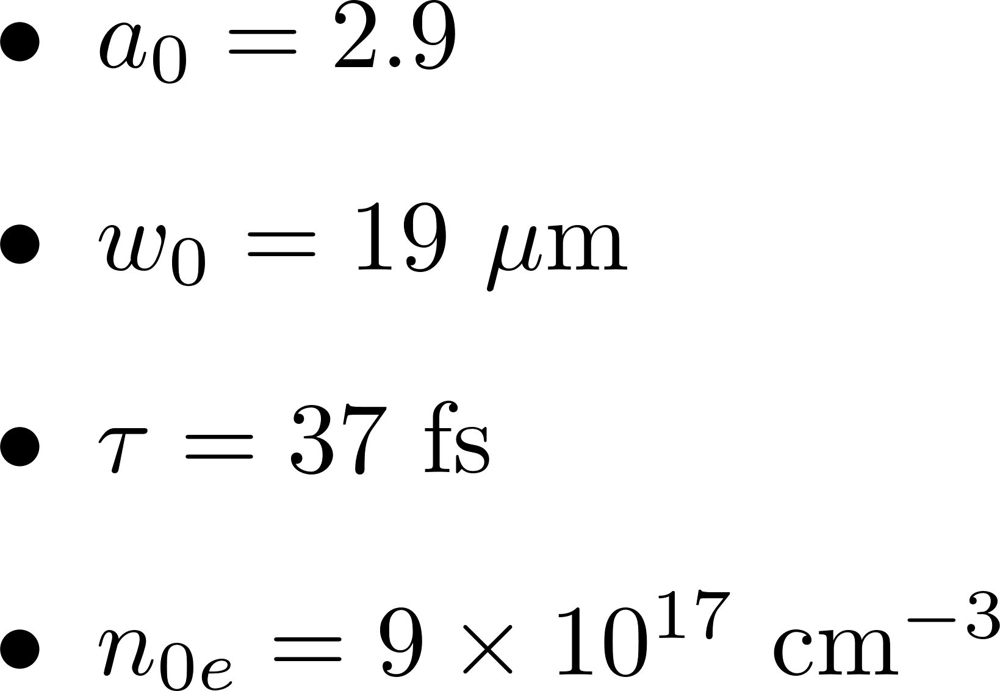 • a₀ = 2.9
• w₀ = 19 μm
• τ = 37 fs
• n₀ₑ = 9 × 10¹⁷ cm⁻³